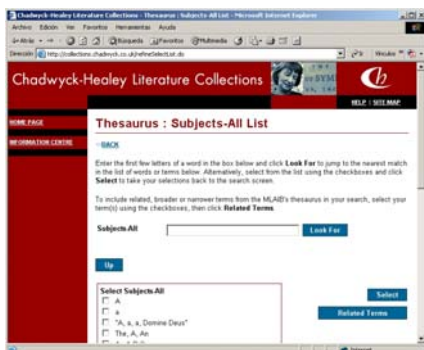 Chadwyck-Healey Literature Collections - Thesaurus : Subjects-All List - Microsoft Internet Explorer
Archivo Edición Ver Favoritos Herramientas Ayuda
Atrás Búsqueda Favoritos Multimedia
Dirección http://collections.chadwyck.co.uk/refineSelectList.do Ir Vínculos
Chadwyck-Healey Literature Collections
HELP | SITE MAP
HOME PAGE
INFORMATION CENTRE
Thesaurus : Subjects-All List
BACK
Enter the first few letters of a word in the box below and click Look For to jump to the nearest match
in the list of words or terms below. Alternatively, select from the list using the checkboxes and click
Select to take your selections back to the search screen.
To include related, broader or narrower terms from the MLAIB's thesaurus in your search, select your
term(s) using the checkboxes, then click Related Terms.
Subjects-All Look For
Up
Select Subjects-All
A
a
"A, a, a, Domine Deus"
The, A, An
Select
Related Terms
Internet